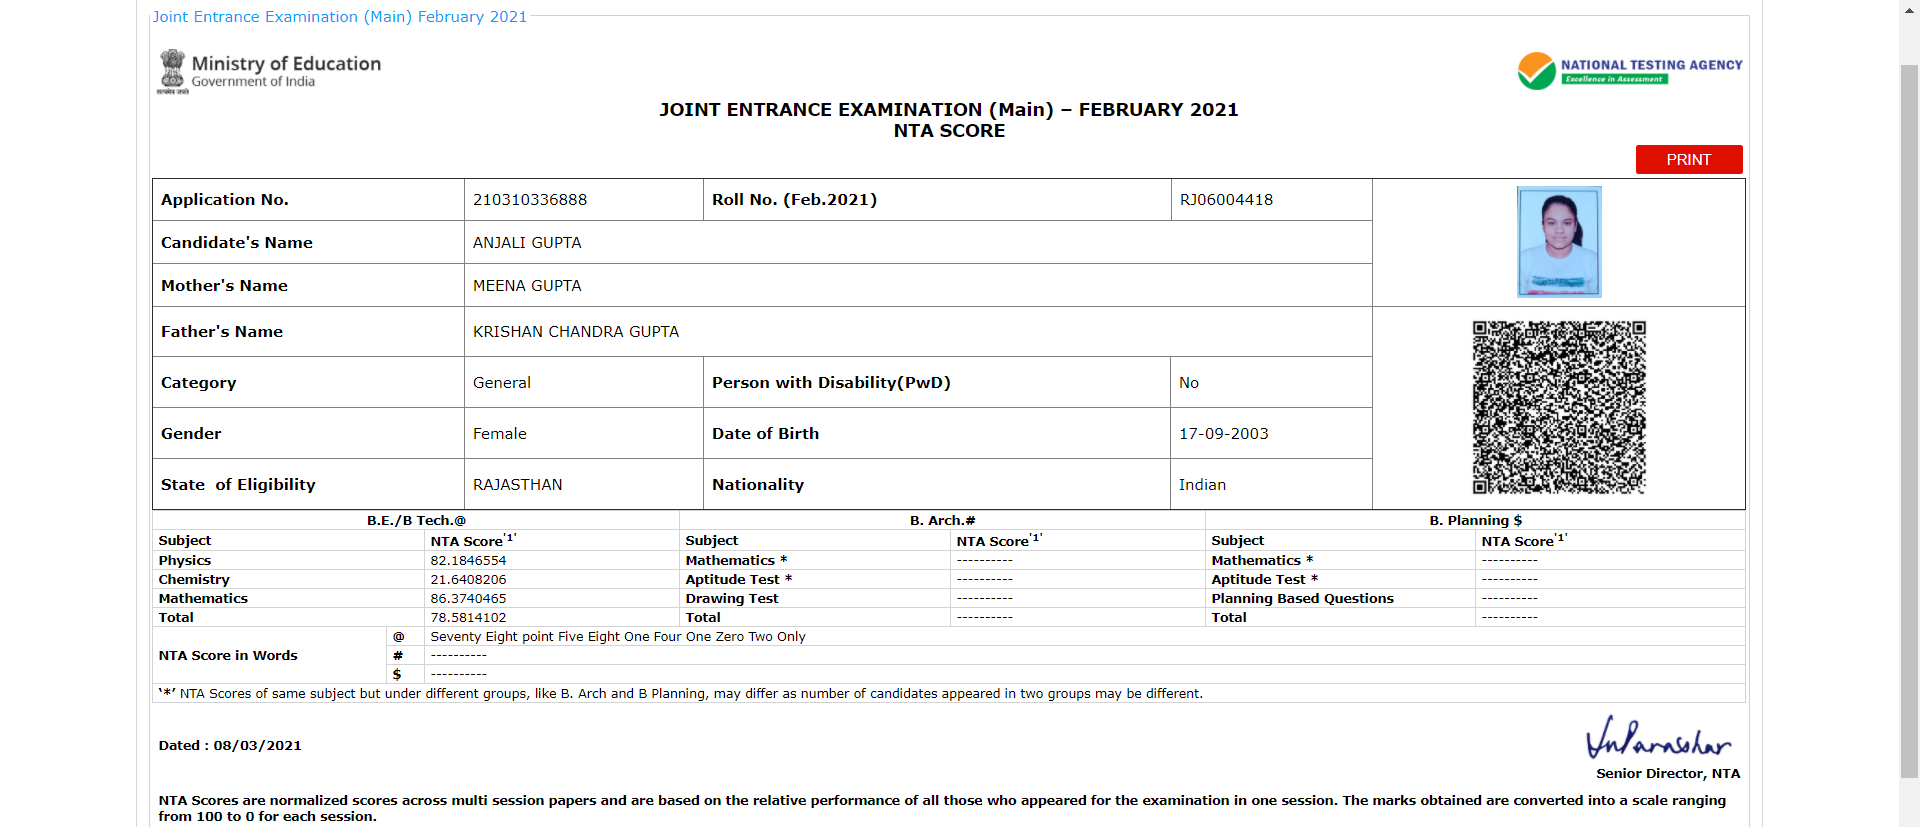 Joint Entrance Examination (Main) February 2021
Ministry of Education
Government of India
सत्यमेव जयते
NATIONAL TESTING AGENCY
Excellence in Assessment
JOINT ENTRANCE EXAMINATION (Main) – FEBRUARY 2021
NTA SCORE
PRINT
Application No. 210310336888 Roll No. (Feb.2021) RJ06004418
Candidate's Name ANJALI GUPTA
Mother's Name MEENA GUPTA
Father's Name KRISHAN CHANDRA GUPTA
Category General Person with Disability(PwD) No
Gender Female Date of Birth 17-09-2003
State of Eligibility RAJASTHAN Nationality Indian
B.E./B Tech.@ B. Arch.# B. Planning $
Subject NTA Score'1' Subject NTA Score'1' Subject NTA Score'1'
Physics 82.1846554 Mathematics * ---------- Mathematics * ----------
Chemistry 21.6408206 Aptitude Test * ---------- Aptitude Test * ----------
Mathematics 86.3740465 Drawing Test ---------- Planning Based Questions ----------
Total 78.5814102 Total ---------- Total ----------
NTA Score in Words
@ Seventy Eight point Five Eight One Four One Zero Two Only
# ----------
$ ----------
‘*’ NTA Scores of same subject but under different groups, like B. Arch and B Planning, may differ as number of candidates appeared in two groups may be different.
Dated : 08/03/2021
Senior Director, NTA
NTA Scores are normalized scores across multi session papers and are based on the relative performance of all those who appeared for the examination in one session. The marks obtained are converted into a scale ranging
from 100 to 0 for each session.